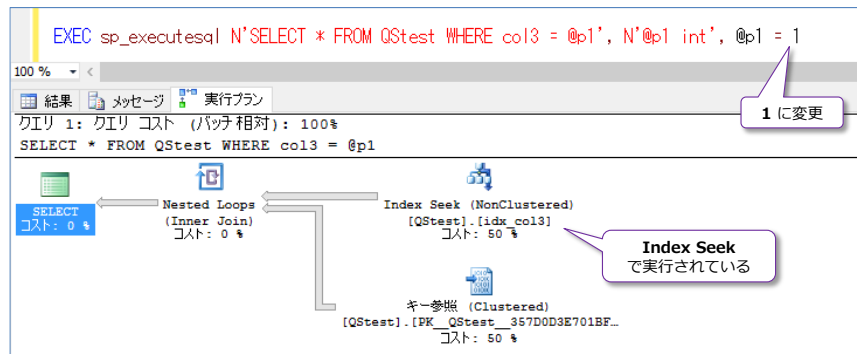 EXEC sp_executesql N'SELECT * FROM QStest WHERE col3 = @p1', N'@p1 int', @p1 = 1
100 %
1 に変更
結果 メッセージ 実行プラン
クエリ 1: クエリ コスト (バッチ相対): 100%
SELECT * FROM QStest WHERE col3 = @p1
SELECT
コスト: 0 %
Nested Loops
(Inner Join)
コスト: 0 %
Index Seek (NonClustered)
[QStest].[idx_col3]
コスト: 50 %
Index Seek
で実行されている
キー参照 (Clustered)
[QStest].[PK__QStest__357D0D3E701BF…
コスト: 50 %